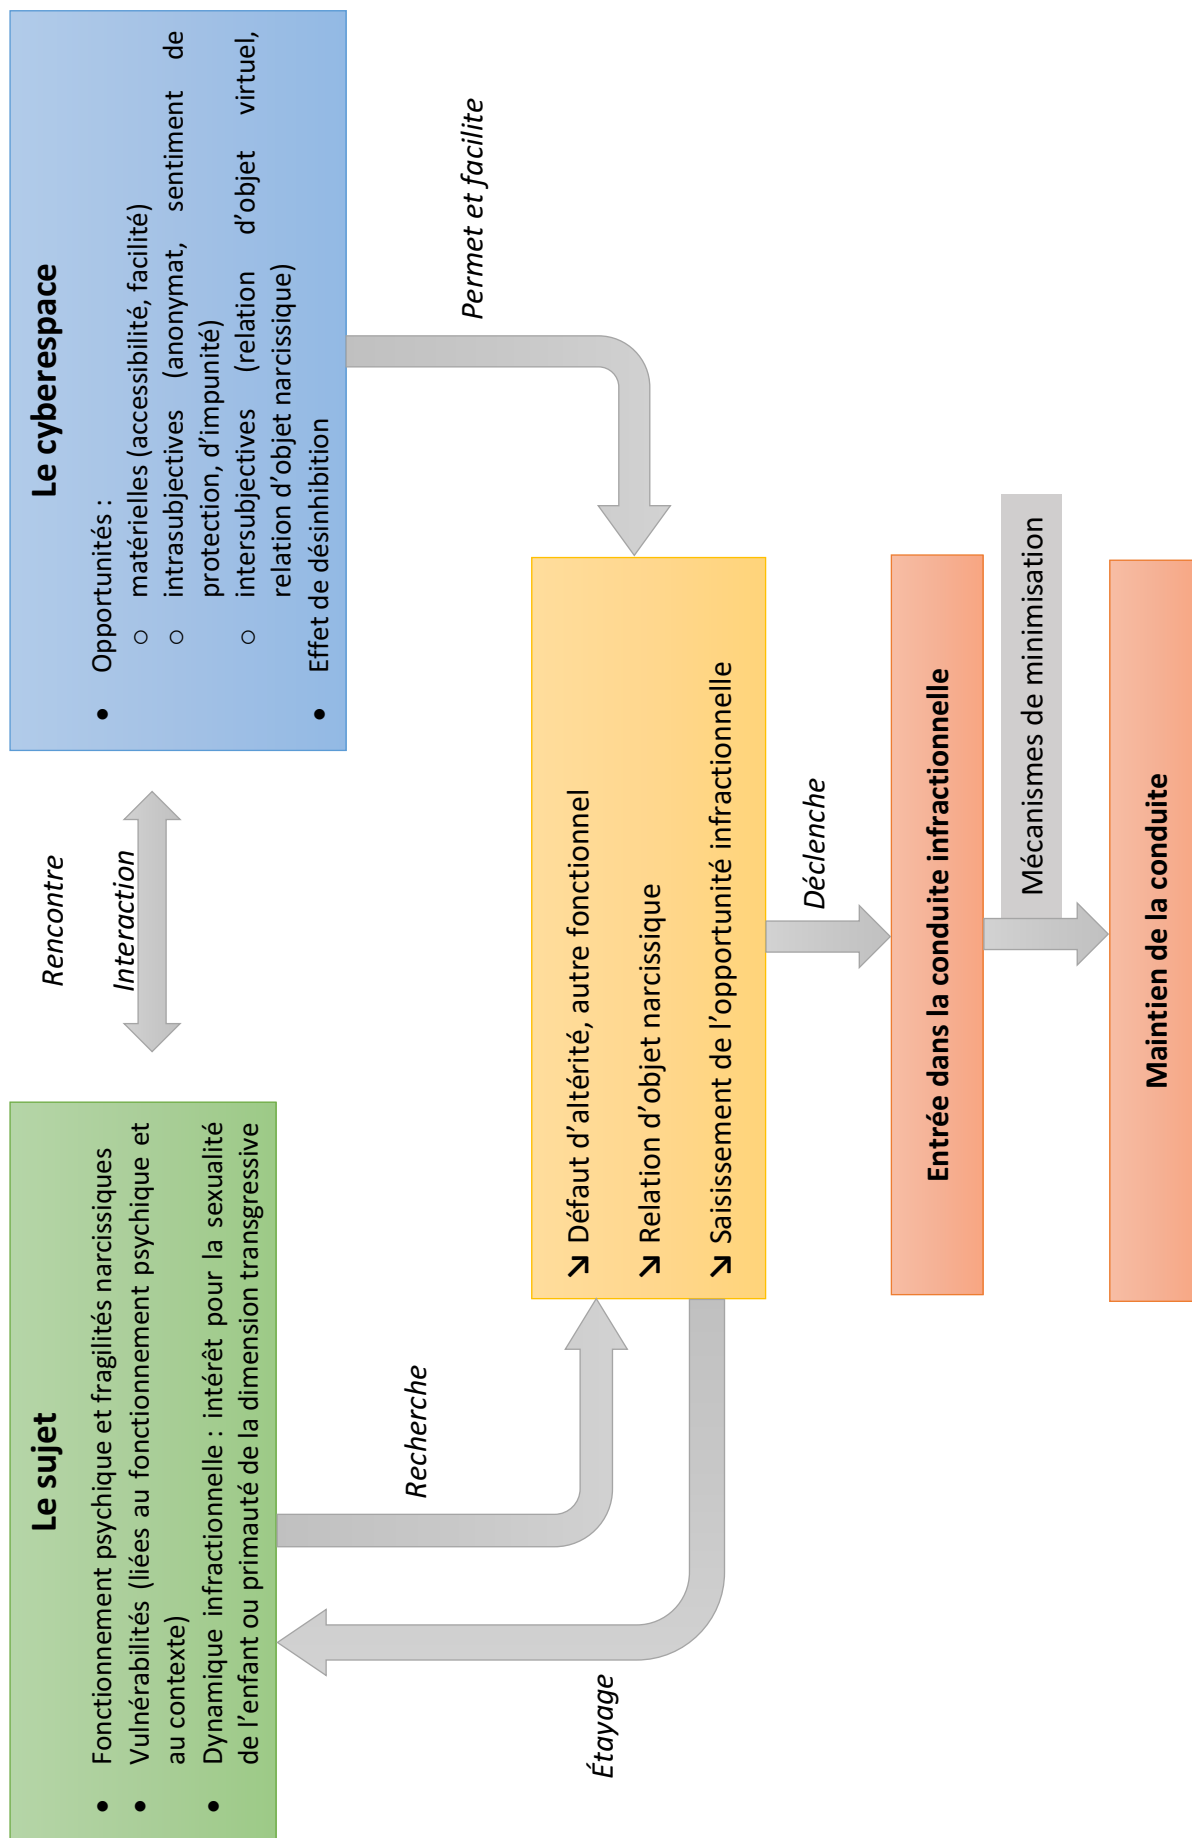 Le sujet
• Fonctionnement psychique et fragilités narcissiques
• Vulnérabilités (liées au fonctionnement psychique et
au contexte)
• Dynamique infractionnelle : intérêt pour la sexualité
de l'enfant ou primauté de la dimension transgressive
Rencontre
Interaction
Le cyberespace
• Opportunités :
○ matérielles (accessibilité, facilité)
○ intrasubjectives (anonymat, sentiment de
protection, d'impunité)
○ intersubjectives (relation d'objet virtuel,
relation d'objet narcissique)
• Effet de désinhibition
Recherche
Permet et facilite
Étayage
↘ Défaut d'altérité, autre fonctionnel
↘ Relation d'objet narcissique
↘ Saisissement de l'opportunité infractionnelle
Déclenche
Entrée dans la conduite infractionnelle
Mécanismes de minimisation
Maintien de la conduite